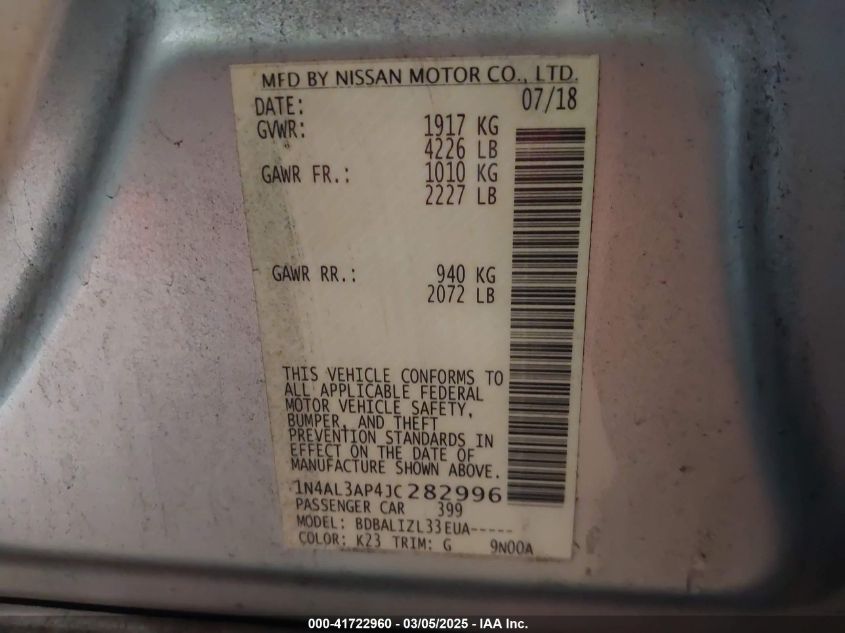 MFD BY NISSAN MOTOR CO., LTD.
DATE: 07/18
GVWR: 1917 KG
4226 LB
GAWR FR.: 1010 KG
2227 LB
GAWR RR.: 940 KG
2072 LB
THIS VEHICLE CONFORMS TO
ALL APPLICABLE FEDERAL
MOTOR VEHICLE SAFETY,
BUMPER, AND THEFT
PREVENTION STANDARDS IN
EFFECT ON THE DATE OF
MANUFACTURE SHOWN ABOVE.
1N4AL3AP4JC282996
PASSENGER CAR 399
MODEL: BDBALIZL33EUA-----
COLOR: K23 TRIM: G 9N00A
000-41722960 - 03/05/2025 - IAA Inc.